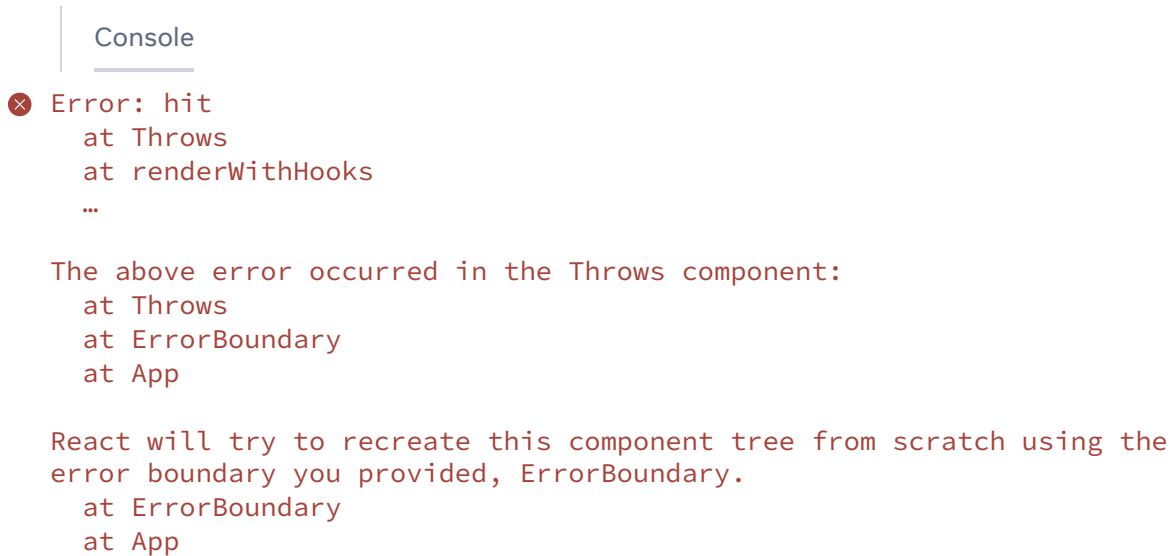 Console
Error: hit
at Throws
at renderWithHooks
…
The above error occurred in the Throws component:
at Throws
at ErrorBoundary
at App
React will try to recreate this component tree from scratch using the
error boundary you provided, ErrorBoundary.
at ErrorBoundary
at App